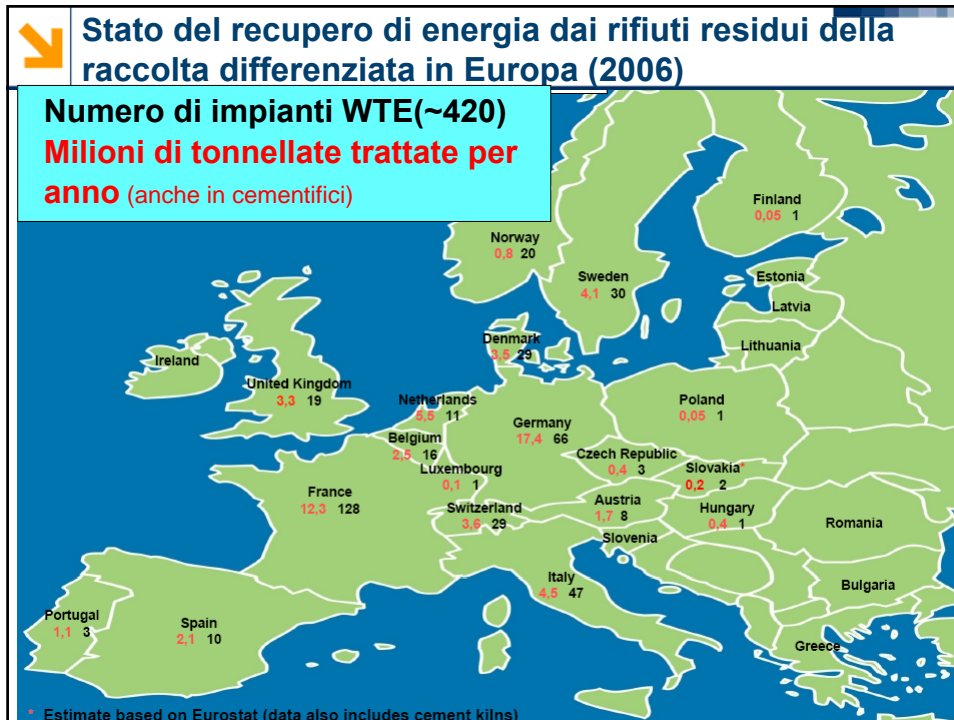 Stato del recupero di energia dai rifiuti residui della
raccolta differenziata in Europa (2006)
Numero di impianti WTE(~420)
Milioni di tonnellate trattate per
anno (anche in cementifici)
Finland
0,05 1
Norway
0,8 20
Sweden
4,1 30
Estonia
Latvia
Lithuania
Denmark
3,5 29
Ireland
United Kingdom
3,3 19
Netherlands
5,5 11
Belgium
2,5 16
Luxembourg
0,1 1
Germany
17,4 66
Poland
0,05 1
Czech Republic
0,4 3
Slovakia*
0,2 2
France
12,3 128
Switzerland
3,6 29
Austria
1,7 8
Slovenia
Hungary
0,4 1
Romania
Italy
4,5 47
Bulgaria
Portugal
1,1 3
Spain
2,1 10
Greece
* Estimate based on Eurostat (data also includes cement kilns)